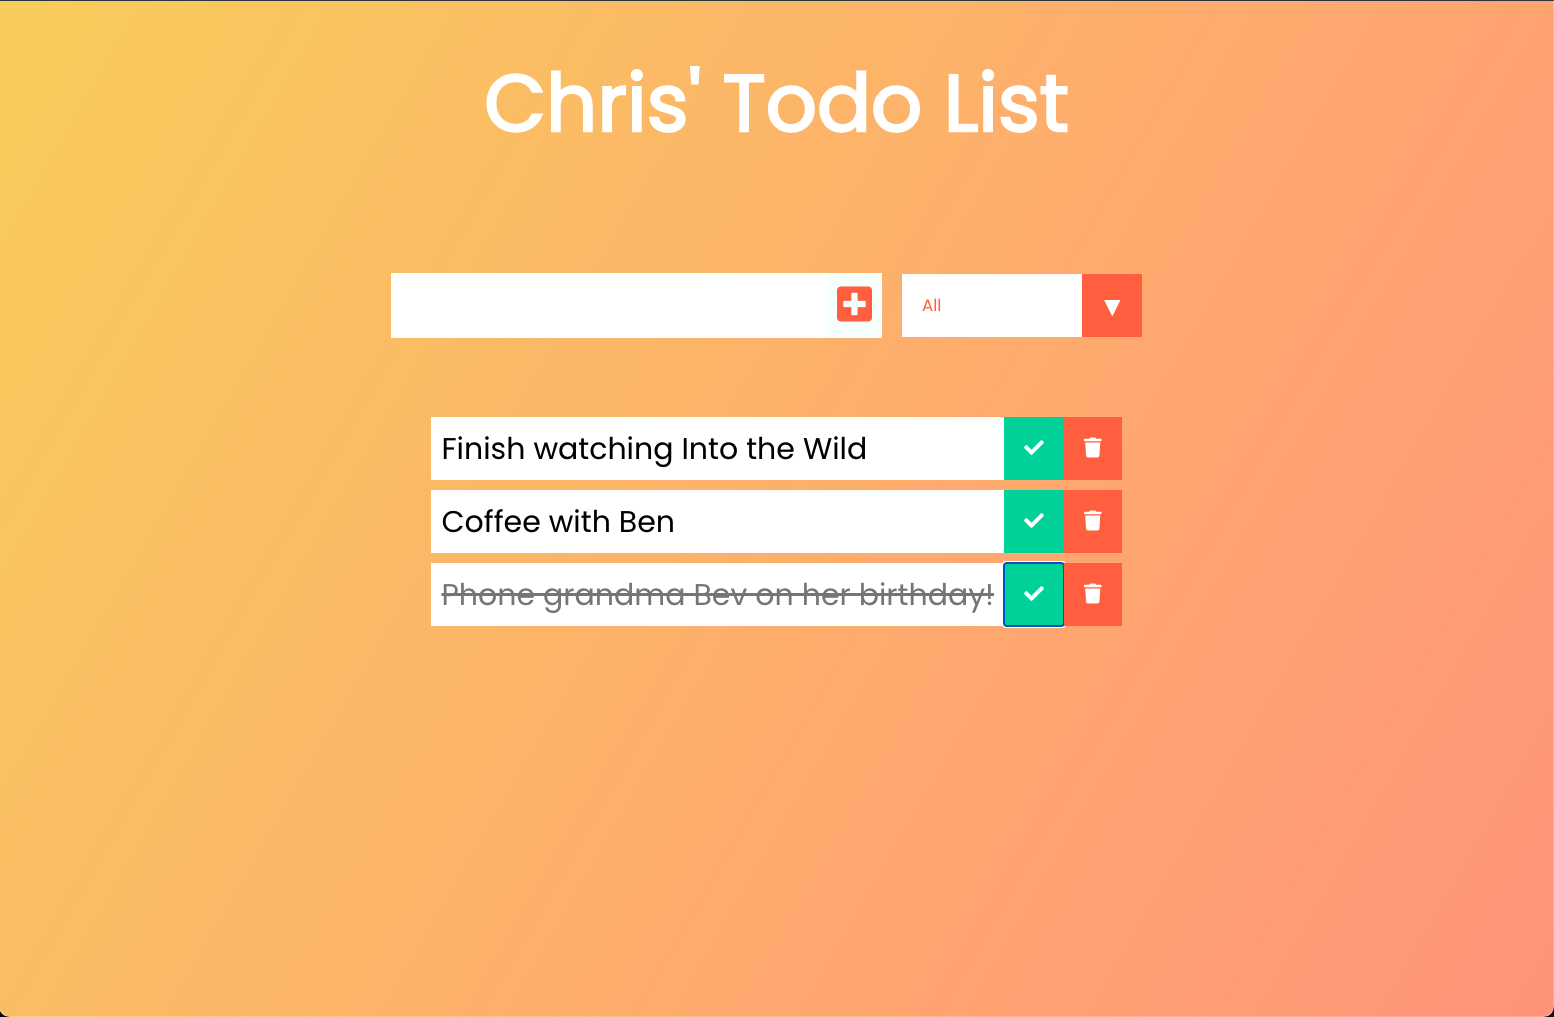 Chris' Todo List
All
Finish watching Into the Wild
Coffee with Ben
Phone grandma Bev on her birthday!